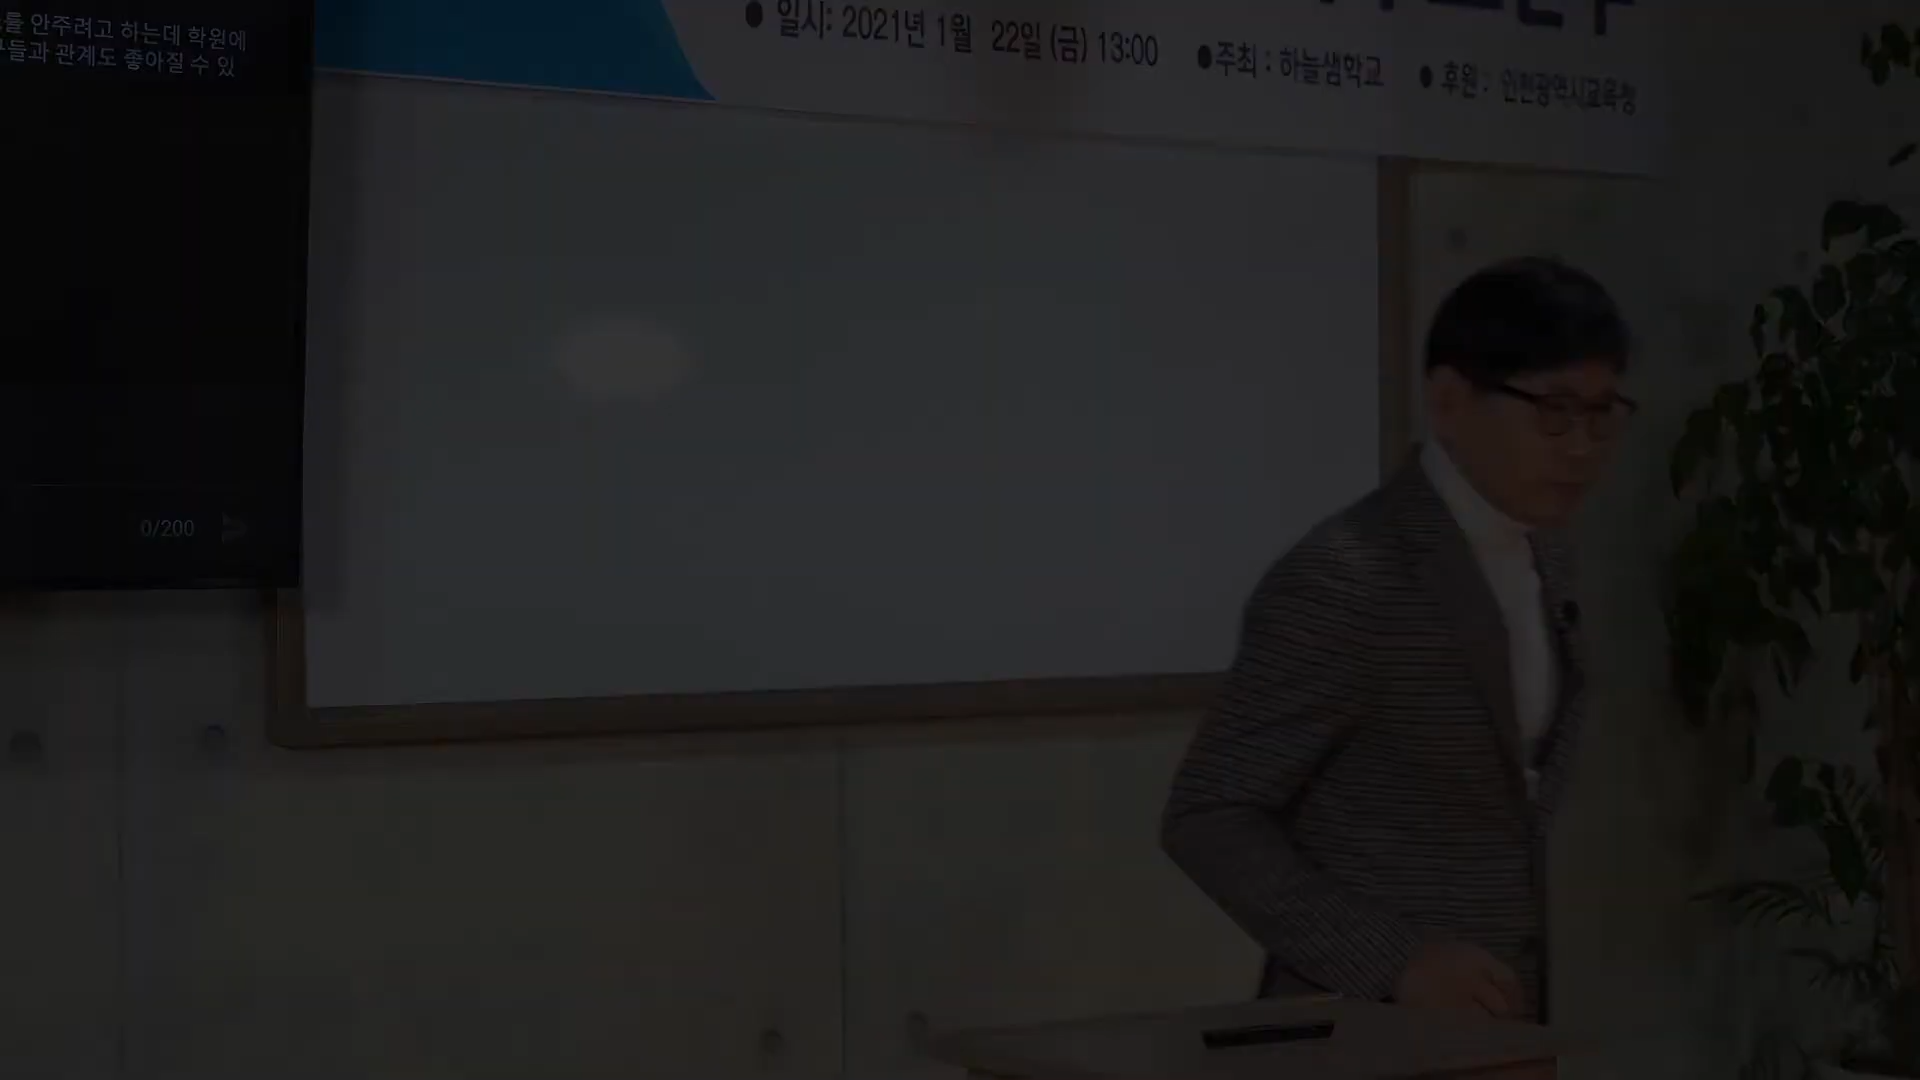 를 안주려고 하는데 학원에
들과 관계도 좋아질 수 있
● 일시: 2021년 1월 22일 (금) 13:00 ●주최 : 하늘샘학교 ● 후원 : 인천광역시교육청
0/200